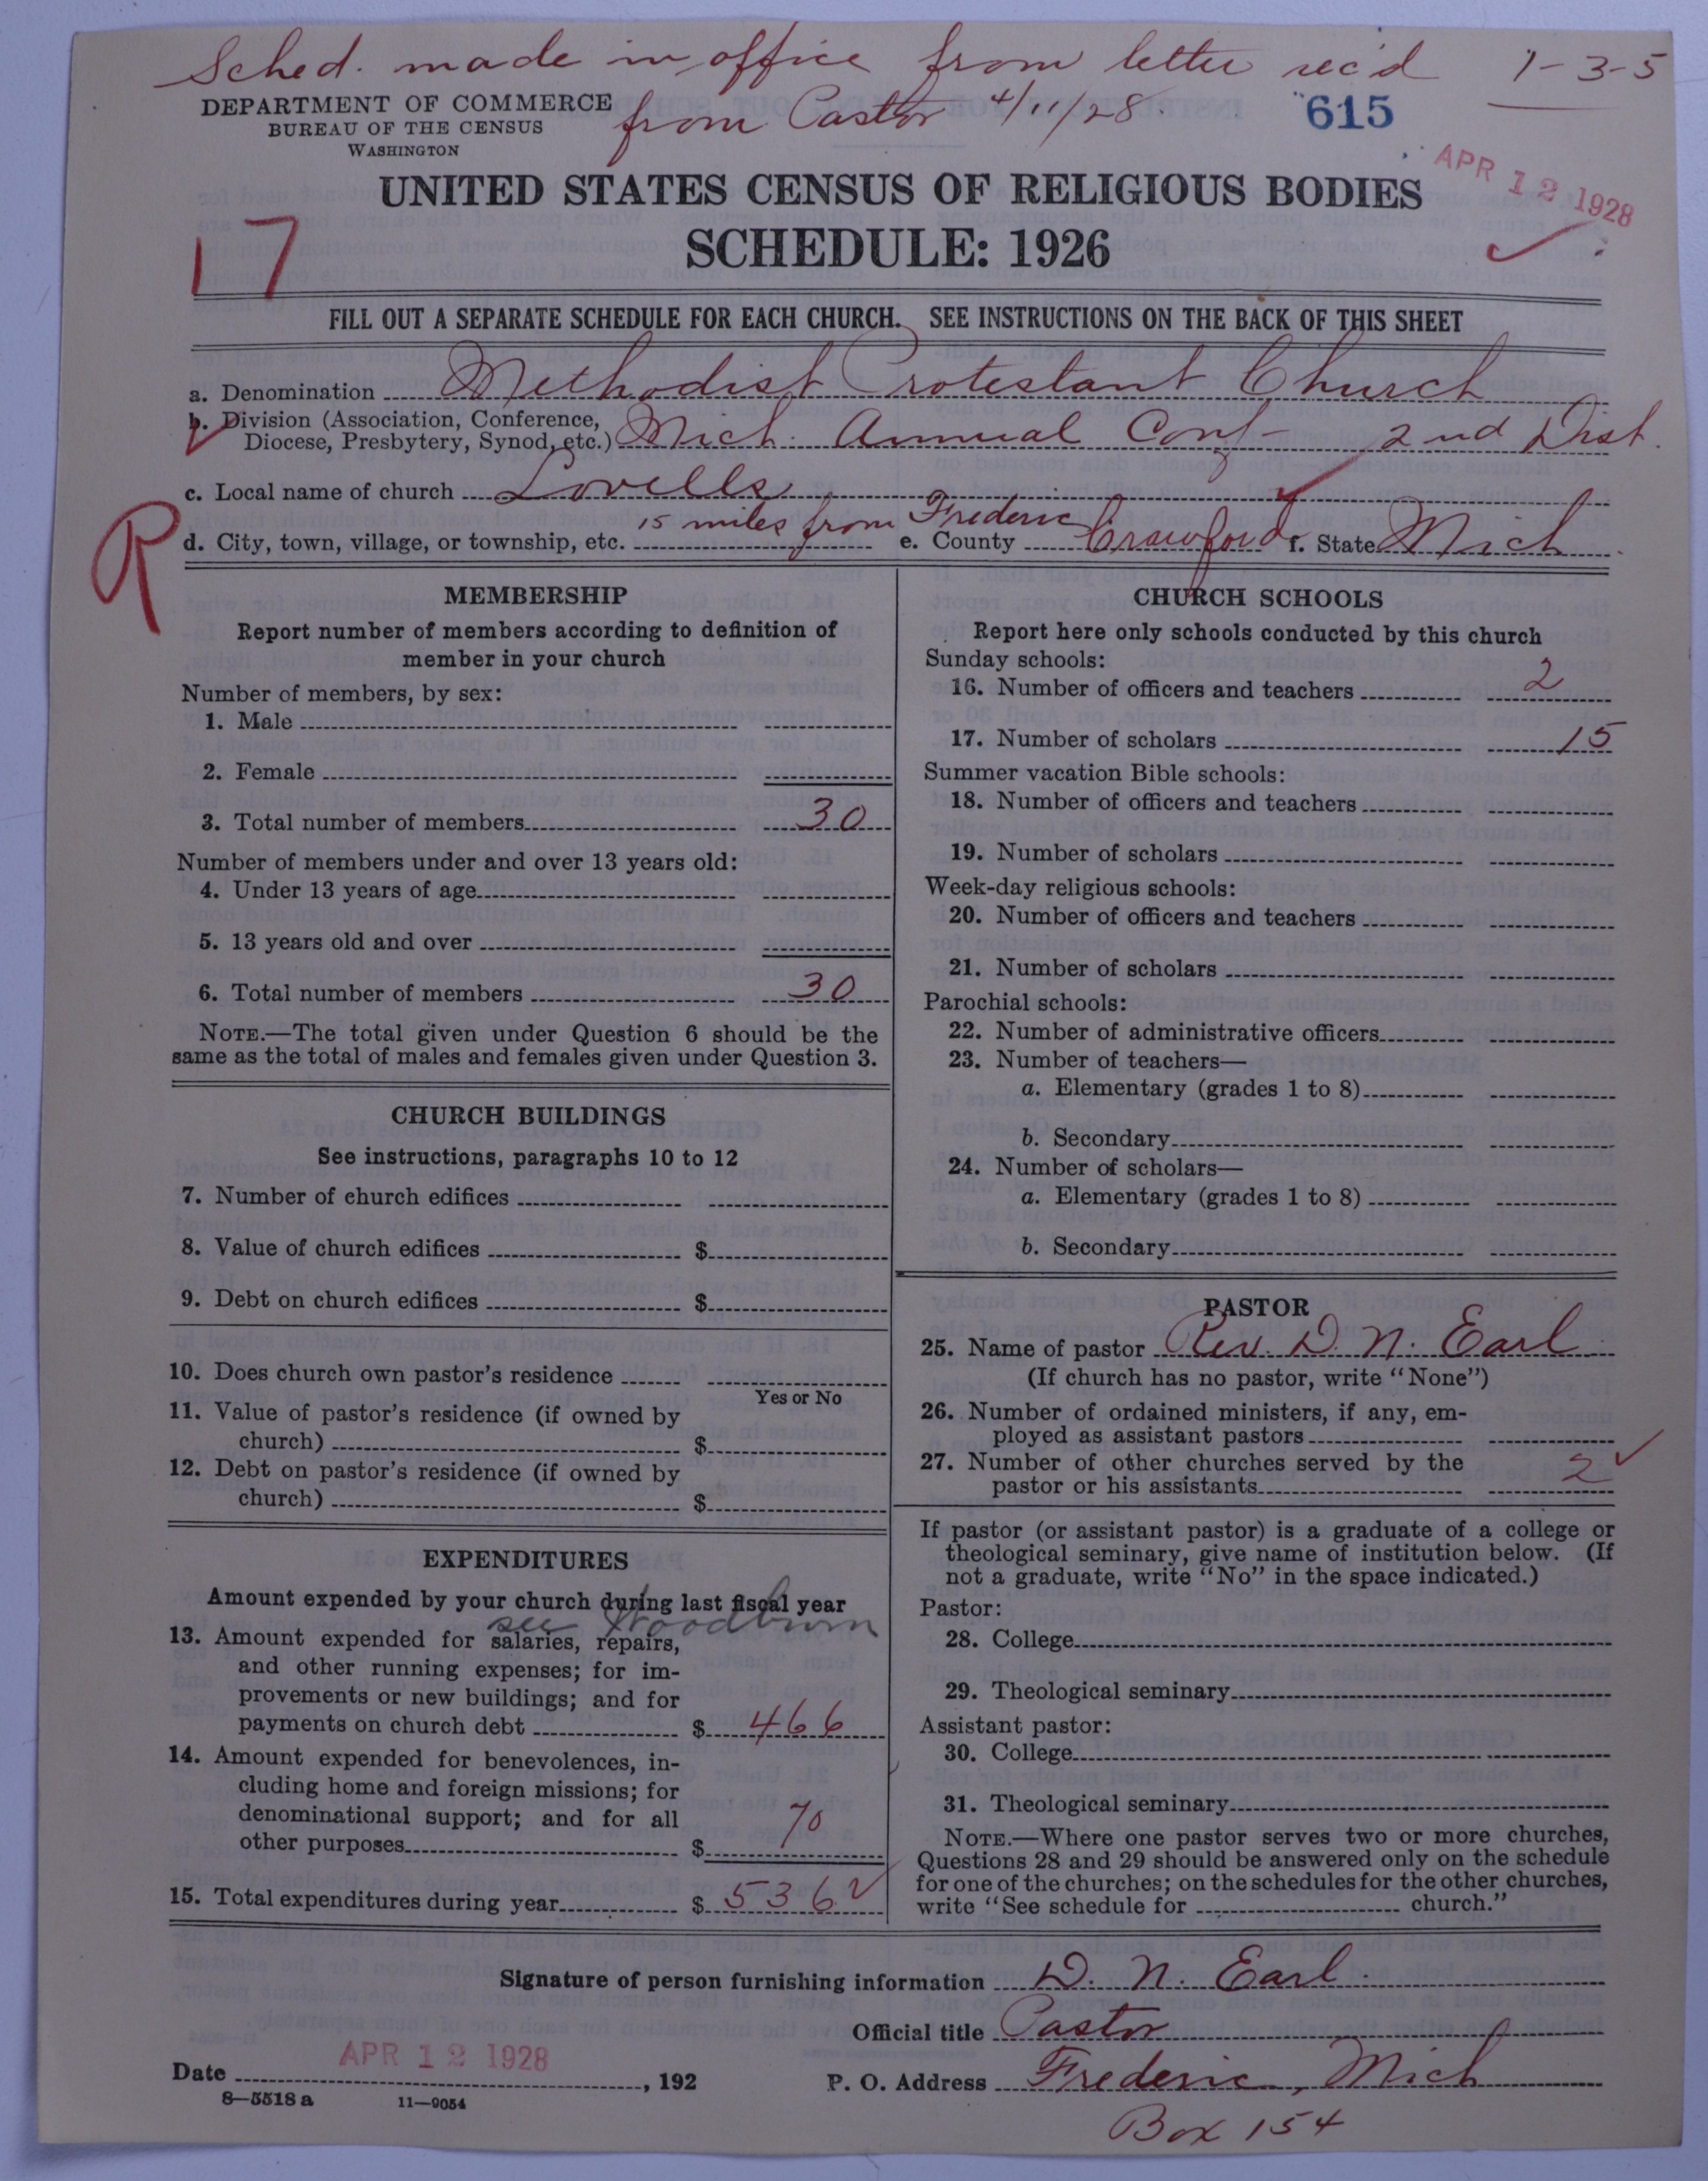 Sched. made in office from letter rec'd 1-3-5
DEPARTMENT OF COMMERCE
from Pastor 4/11/28.
615
BUREAU OF THE CENSUS
WASHINGTON
APR 12 1928
UNITED STATES CENSUS OF RELIGIOUS BODIES
17
SCHEDULE: 1926
FILL OUT A SEPARATE SCHEDULE FOR EACH CHURCH. SEE INSTRUCTIONS ON THE BACK OF THIS SHEET
a. Denomination Methodist Protestant Church
b. Division (Association, Conference,
Diocese, Presbytery, Synod, etc.) Mich. Annual Conf- 2nd Dist.
c. Local name of church Lovells
R
d. City, town, village, or township, etc. 15 miles from Frederic e. County Crawford f. State Mich
MEMBERSHIP
Report number of members according to definition of
member in your church
Number of members, by sex:
1. Male
2. Female
3. Total number of members 30
Number of members under and over 13 years old:
4. Under 13 years of age
5. 13 years old and over
6. Total number of members 30
NOTE.—The total given under Question 6 should be the
same as the total of males and females given under Question 3.
CHURCH BUILDINGS
See instructions, paragraphs 10 to 12
7. Number of church edifices
8. Value of church edifices $
9. Debt on church edifices $
10. Does church own pastor's residence
Yes or No
11. Value of pastor's residence (if owned by
church) $
12. Debt on pastor's residence (if owned by
church) $
EXPENDITURES
Amount expended by your church during last fiscal year
see Woodburn
13. Amount expended for salaries, repairs,
and other running expenses; for im-
provements or new buildings; and for
payments on church debt $ 466
14. Amount expended for benevolences, in-
cluding home and foreign missions; for
denominational support; and for all
other purposes $ 70
15. Total expenditures during year $ 536
CHURCH SCHOOLS
Report here only schools conducted by this church
Sunday schools:
16. Number of officers and teachers 2
17. Number of scholars 15
Summer vacation Bible schools:
18. Number of officers and teachers
19. Number of scholars
Week-day religious schools:
20. Number of officers and teachers
21. Number of scholars
Parochial schools:
22. Number of administrative officers
23. Number of teachers—
a. Elementary (grades 1 to 8)
b. Secondary
24. Number of scholars—
a. Elementary (grades 1 to 8)
b. Secondary
PASTOR
25. Name of pastor Rev. D. N. Earl
(If church has no pastor, write "None")
26. Number of ordained ministers, if any, em-
ployed as assistant pastors
27. Number of other churches served by the
pastor or his assistants 2
If pastor (or assistant pastor) is a graduate of a college or
theological seminary, give name of institution below. (If
not a graduate, write "No" in the space indicated.)
Pastor:
28. College
29. Theological seminary
Assistant pastor:
30. College
31. Theological seminary
NOTE.—Where one pastor serves two or more churches,
Questions 28 and 29 should be answered only on the schedule
for one of the churches; on the schedules for the other churches,
write "See schedule for church."
Signature of person furnishing information D. N. Earl.
Official title Pastor
Date APR 12 1928, 192
P. O. Address Frederic, Mich
8—5518 a 11—9054
Box 154